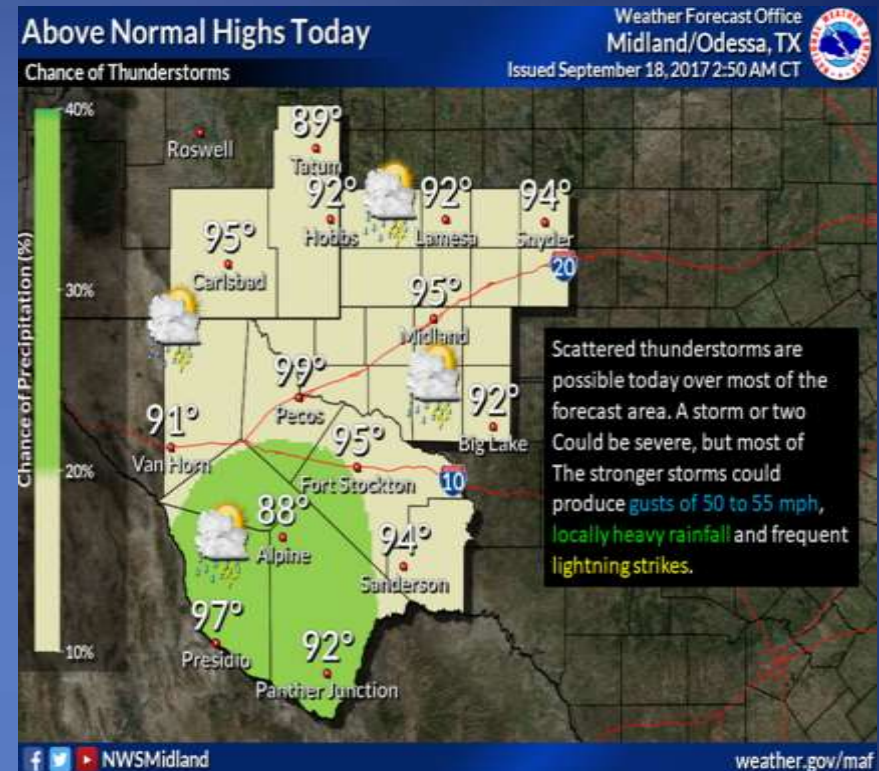 Above Normal Highs Today
Chance of Thunderstorms
Weather Forecast Office
Midland/Odessa, TX
Issued September 18, 2017 2:50 AM CT
Chance of Precipitation (%)
40%
30%
20%
10%
Roswell
89°
Tatum
92°
Hobbs
92°
Lamesa
94°
Snyder
95°
Carlsbad
20
95°
Midland
99°
Pecos
92°
Big Lake
91°
Van Horn
95°
Fort Stockton
10
88°
Alpine
94°
Sanderson
97°
Presidio
92°
Panther Junction
Scattered thunderstorms are
possible today over most of the
forecast area. A storm or two
Could be severe, but most of
The stronger storms could
produce gusts of 50 to 55 mph,
locally heavy rainfall and frequent
lightning strikes.
NWSMidland
weather.gov/maf